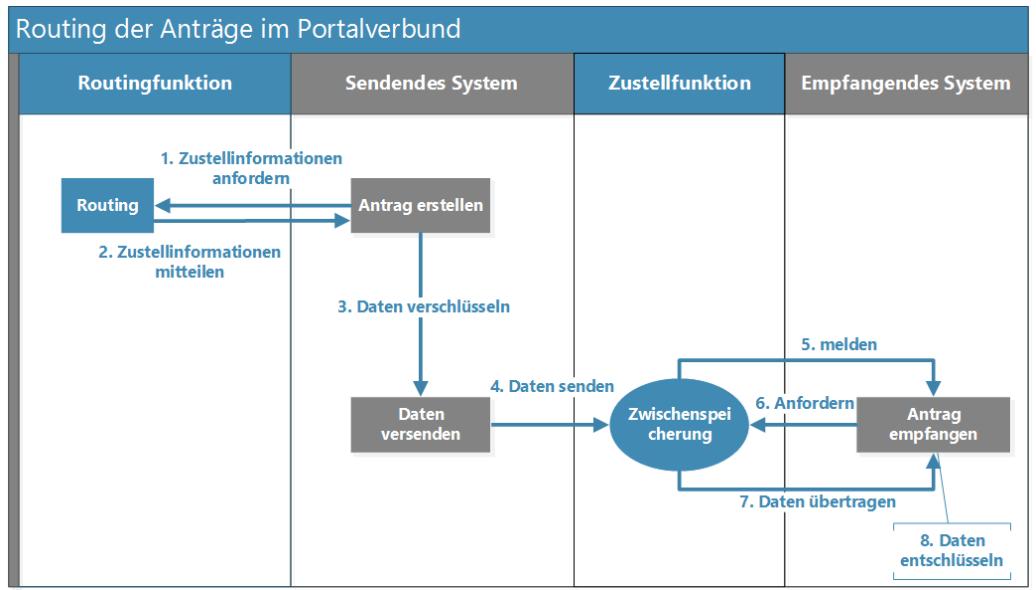 Routing der Anträge im Portalverbund
Routingfunktion
Sendendes System
Zustellfunktion
Empfangendes System
1. Zustellinformationen
anfordern
Routing
Antrag erstellen
2. Zustellinformationen
mitteilen
3. Daten verschlüsseln
5. melden
4. Daten senden
6. Anfordern
Daten
versenden
Zwischenspei
cherung
Antrag
empfangen
7. Daten übertragen
8. Daten
entschlüsseln